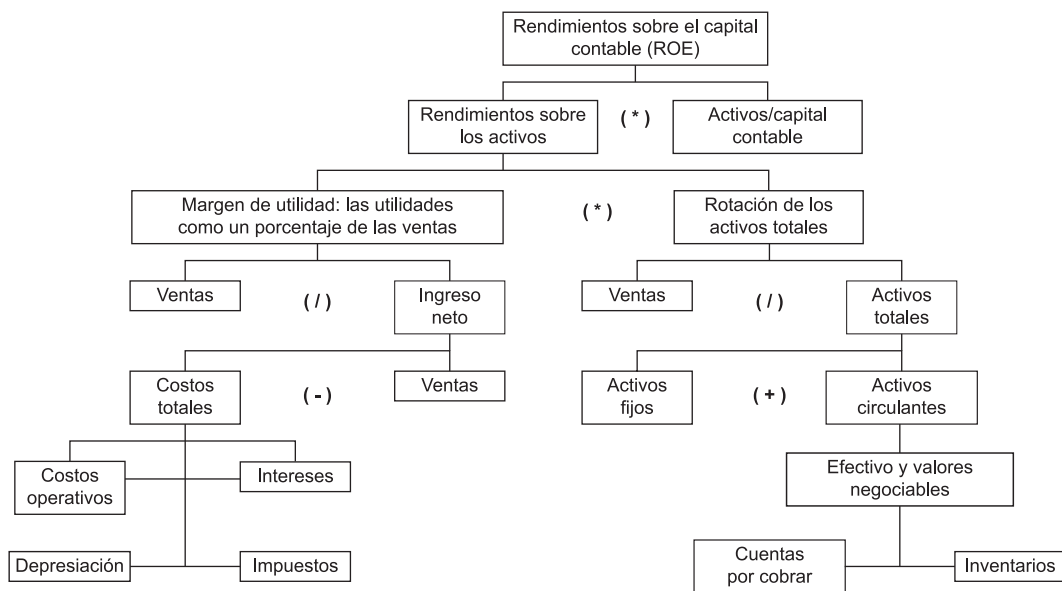 Rendimientos sobre el capital
contable (ROE)
Rendimientos sobre
los activos
( * )
Activos/capital
contable
Margen de utilidad: las utilidades
como un porcentaje de las ventas
( * )
Rotación de los
activos totales
Ventas
( / )
Ingreso
neto
Ventas
( / )
Activos
totales
Costos
totales
( - )
Ventas
Activos
fijos
( + )
Activos
circulantes
Costos
operativos
Intereses
Efectivo y valores
negociables
Depresiación
Impuestos
Cuentas
por cobrar
Inventarios